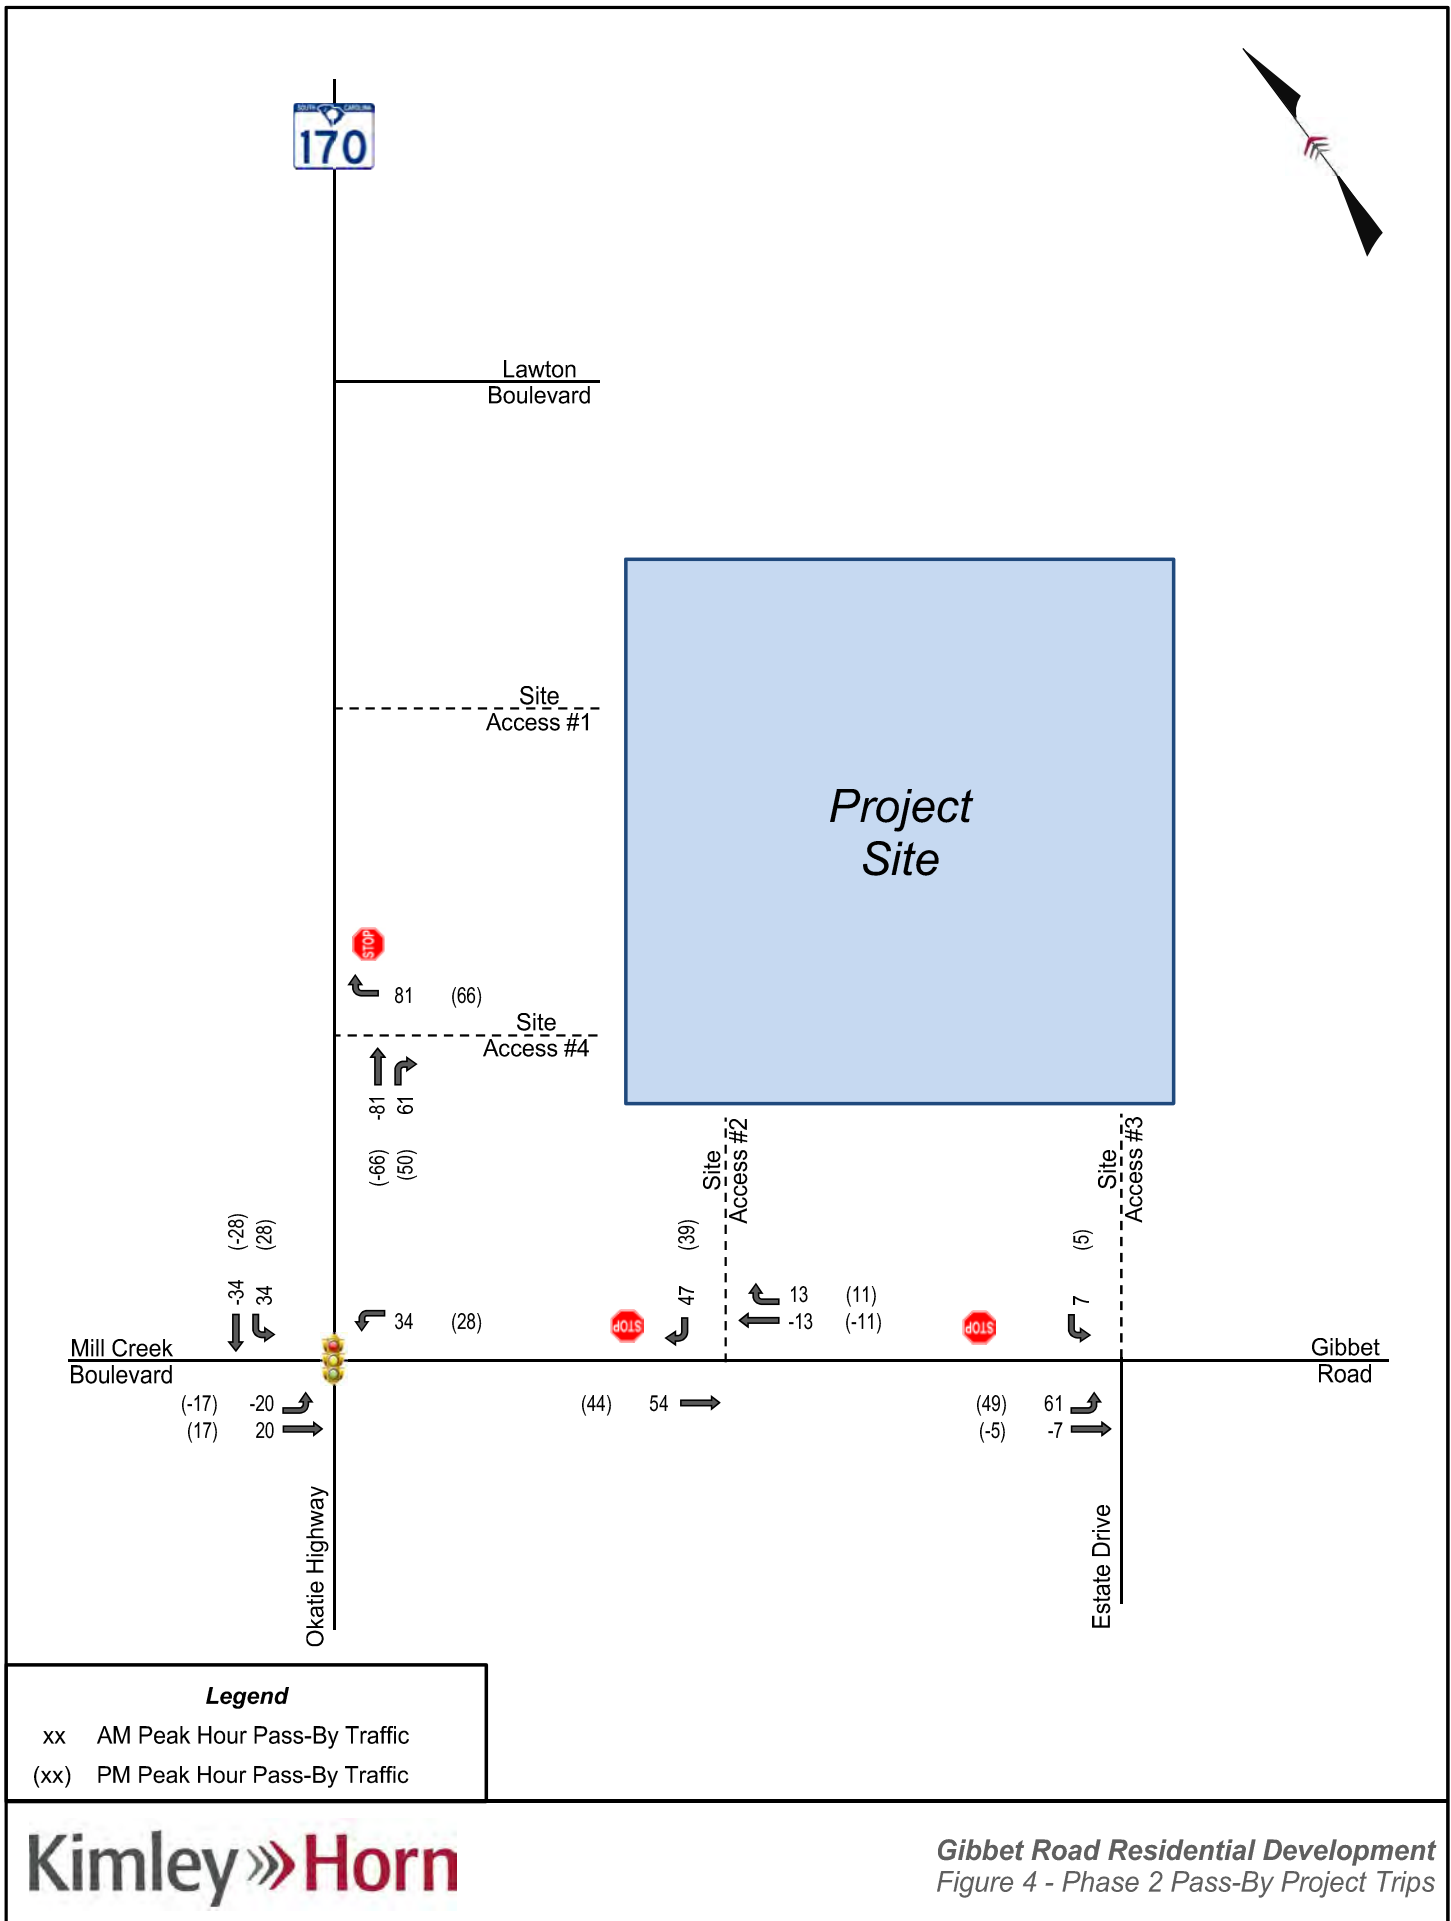 SOUTH CAROLINA
170
Lawton
Boulevard
Site
Access #1
Project
Site
STOP
81 (66)
Site
Access #4
-81 61
(-66) (50)
Site
Access #2
Site
Access #3
(-28) (28)
-34 34
34 (28)
(39)
47
STOP
13 (11)
-13 (-11)
(5)
7
STOP
Mill Creek
Boulevard
Gibbet
Road
(-17) -20
(17) 20
(44) 54
(49) 61
(-5) -7
Okatie Highway
Estate Drive
Legend
xx AM Peak Hour Pass-By Traffic
(xx) PM Peak Hour Pass-By Traffic
Kimley Horn
Gibbet Road Residential Development
Figure 4 - Phase 2 Pass-By Project Trips